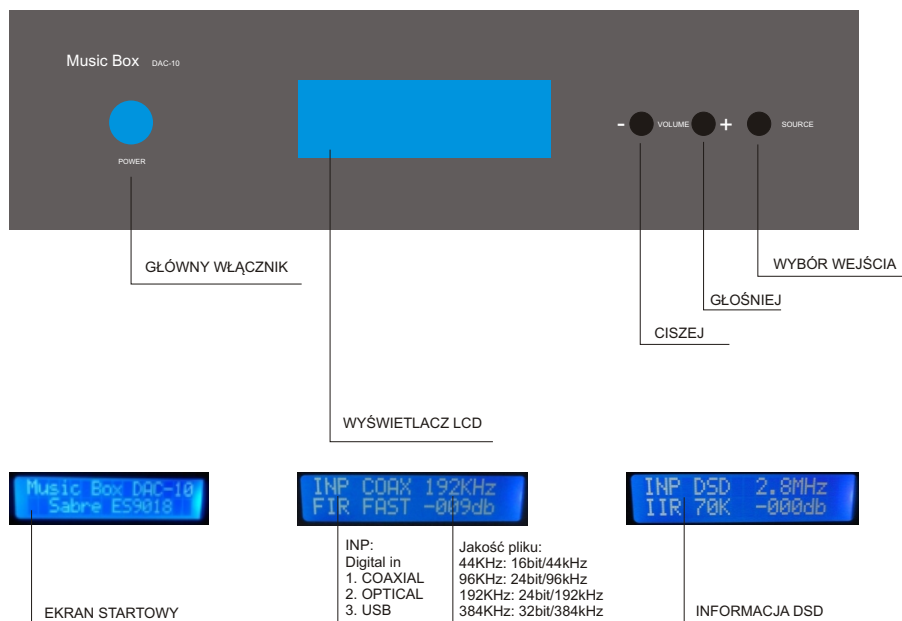 Music Box DAC-10
POWER
- VOLUME + SOURCE
GŁÓWNY WŁĄCZNIK
WYBÓR WEJŚCIA
GŁOŚNIEJ
CISZEJ
WYŚWIETLACZ LCD
Music Box DAC-10
Sabre ES9018
INP COAX 192KHz
FIR FAST -009db
INP DSD 2.8MHz
IIR 70K -000db
INP:
Digital in
1. COAXIAL
2. OPTICAL
3. USB
Jakość pliku:
44KHz: 16bit/44kHz
96KHz: 24bit/96kHz
192KHz: 24bit/192kHz
384KHz: 32bit/384kHz
EKRAN STARTOWY
INFORMACJA DSD